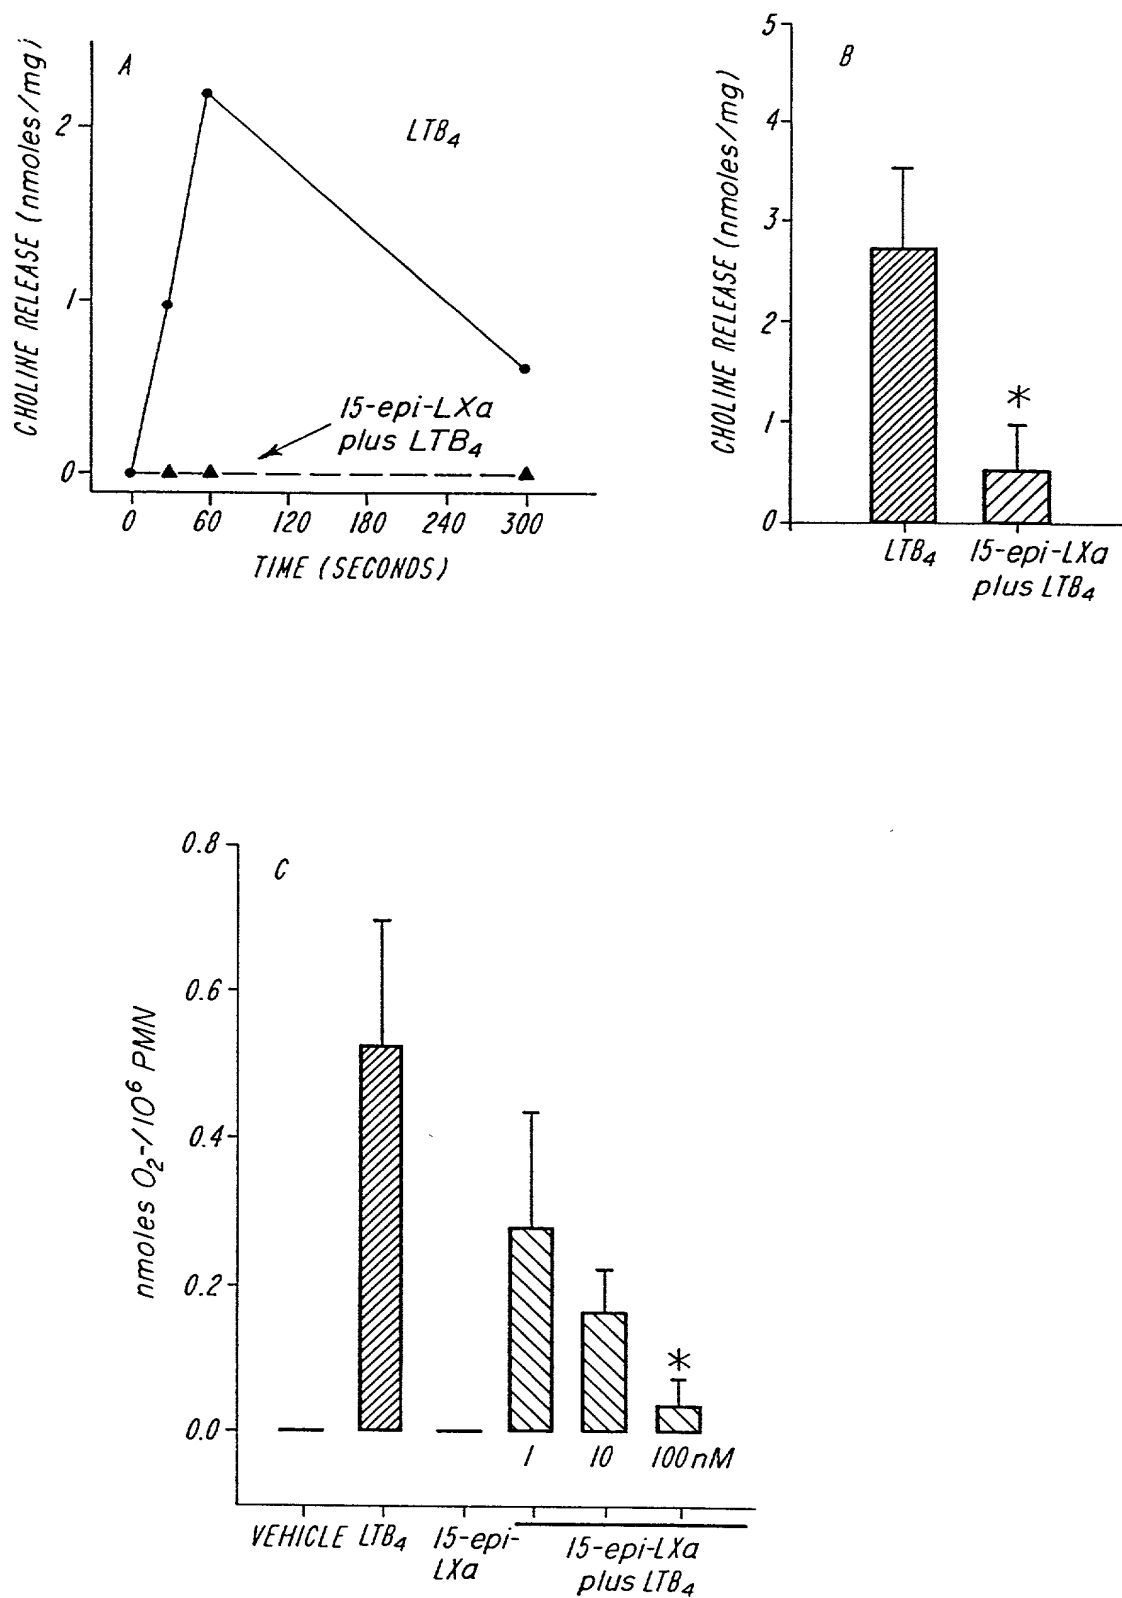 A
CHOLINE RELEASE (nmoles/mg)
2
1
0
LTB4
15-epi-LXa
plus LTB4
0 60 120 180 240 300
TIME (SECONDS)
B
CHOLINE RELEASE (nmoles/mg)
5
4
3
2
1
0
*
LTB4 15-epi-LXa
plus LTB4
C
nmoles O2-/10⁶ PMN
0.8
0.6
0.4
0.2
0.0
*
1 10 100 nM
VEHICLE LTB4 15-epi-
LXa
15-epi-LXa
plus LTB4